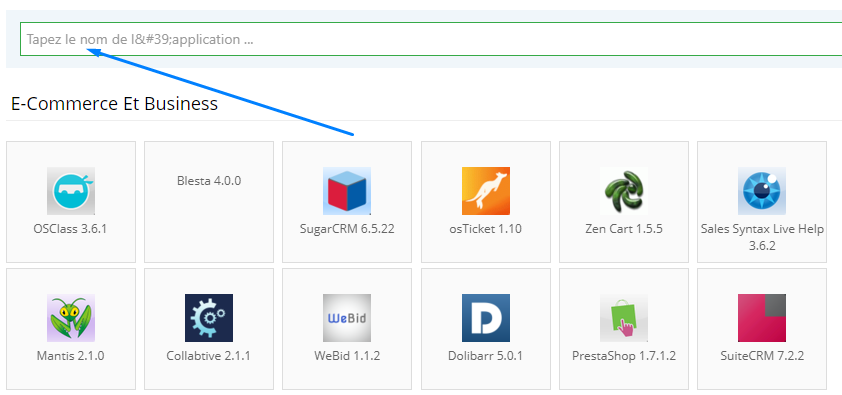 Tapez le nom de l&#39;application ...
E-Commerce Et Business
OSClass 3.6.1
Blesta 4.0.0
SugarCRM 6.5.22
osTicket 1.10
Zen Cart 1.5.5
Sales Syntax Live Help
3.6.2
Mantis 2.1.0
Collabtive 2.1.1
WeBid
WeBid 1.1.2
D
Dolibarr 5.0.1
PrestaShop 1.7.1.2
SuiteCRM 7.2.2